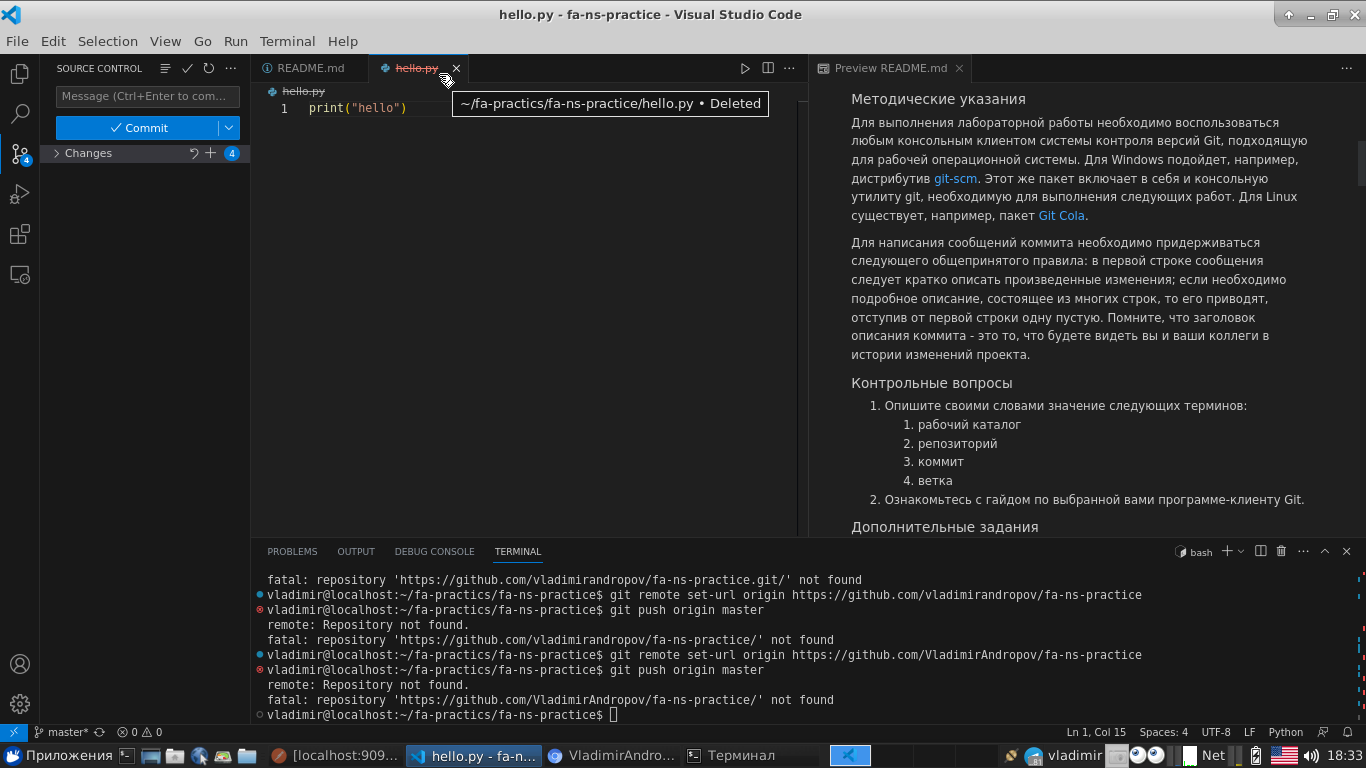 hello.py - fa-ns-practice - Visual Studio Code
File Edit Selection View Go Run Terminal Help
SOURCE CONTROL
Message (Ctrl+Enter to com...
Commit
Changes 4
4
README.md hello.py
hello.py
~/fa-practics/fa-ns-practice/hello.py • Deleted
1 print("hello")
Preview README.md
Методические указания
Для выполнения лабораторной работы необходимо воспользоваться
любым консольным клиентом системы контроля версий Git, подходящую
для рабочей операционной системы. Для Windows подойдет, например,
дистрибутив git-scm. Этот же пакет включает в себя и консольную
утилиту git, необходимую для выполнения следующих работ. Для Linux
существует, например, пакет Git Cola.
Для написания сообщений коммита необходимо придерживаться
следующего общепринятого правила: в первой строке сообщения
следует кратко описать произведенные изменения; если необходимо
подробное описание, состоящее из многих строк, то его приводят,
отступив от первой строки одну пустую. Помните, что заголовок
описания коммита - это то, что будете видеть вы и ваши коллеги в
истории изменений проекта.
Контрольные вопросы
1. Опишите своими словами значение следующих терминов:
1. рабочий каталог
2. репозиторий
3. коммит
4. ветка
2. Ознакомьтесь с гайдом по выбранной вами программе-клиенту Git.
Дополнительные задания
PROBLEMS OUTPUT DEBUG CONSOLE TERMINAL
bash
fatal: repository 'https://github.com/vladimirandropov/fa-ns-practice.git/' not found
vladimir@localhost:~/fa-practics/fa-ns-practice$ git remote set-url origin https://github.com/vladimirandropov/fa-ns-practice
vladimir@localhost:~/fa-practics/fa-ns-practice$ git push origin master
remote: Repository not found.
fatal: repository 'https://github.com/vladimirandropov/fa-ns-practice/' not found
vladimir@localhost:~/fa-practics/fa-ns-practice$ git remote set-url origin https://github.com/VladimirAndropov/fa-ns-practice
vladimir@localhost:~/fa-practics/fa-ns-practice$ git push origin master
remote: Repository not found.
fatal: repository 'https://github.com/VladimirAndropov/fa-ns-practice/' not found
vladimir@localhost:~/fa-practics/fa-ns-practice$
master* 0 0
Ln 1, Col 15 Spaces: 4 UTF-8 LF Python
Приложения [localhost:909... hello.py - fa-n... VladimirAndro... Терминал 81 vladimir Net 18:33